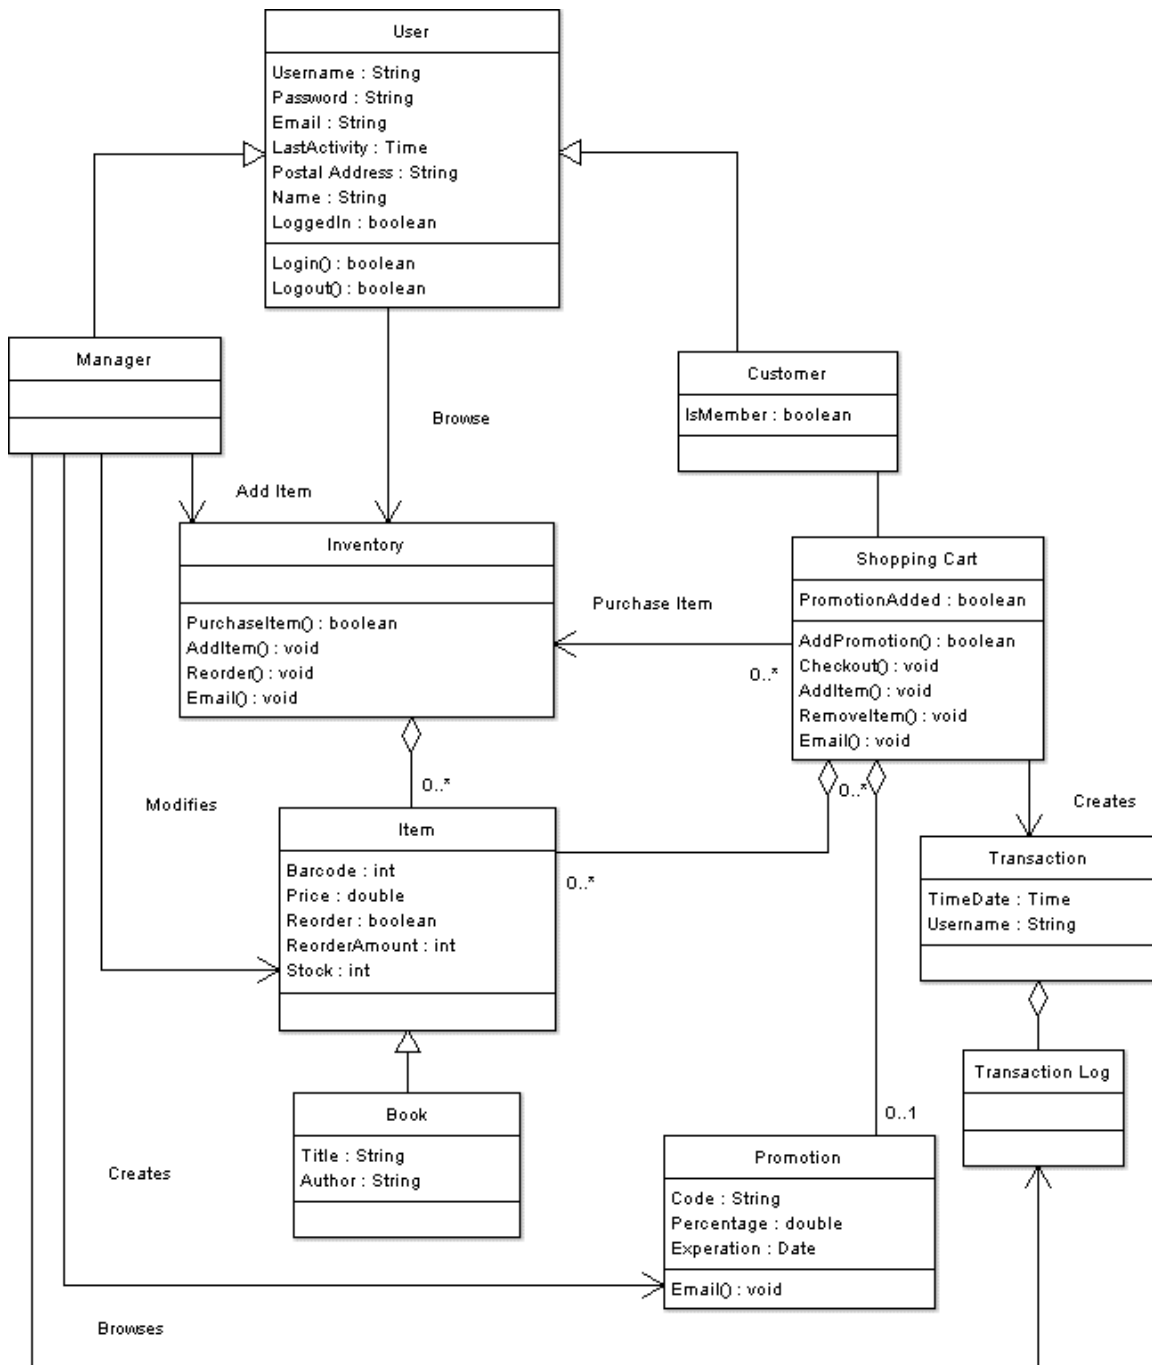 User
Username : String
Password : String
Email : String
LastActivity : Time
Postal Address : String
Name : String
LoggedIn : boolean
Login() : boolean
Logout() : boolean
Manager
Customer
IsMember : boolean
Browse
Add Item
Inventory
PurchaseItem() : boolean
AddItem() : void
Reorder() : void
Email() : void
Purchase Item
0..*
Shopping Cart
PromotionAdded : boolean
AddPromotion() : boolean
Checkout() : void
AddItem() : void
RemoveItem() : void
Email() : void
0..*
0..*
Modifies
Creates
Item
Barcode : int
Price : double
Reorder : boolean
ReorderAmount : int
Stock : int
0..*
Transaction
TimeDate : Time
Username : String
Transaction Log
Book
Title : String
Author : String
0..1
Creates
Promotion
Code : String
Percentage : double
Experation : Date
Email() : void
Browses